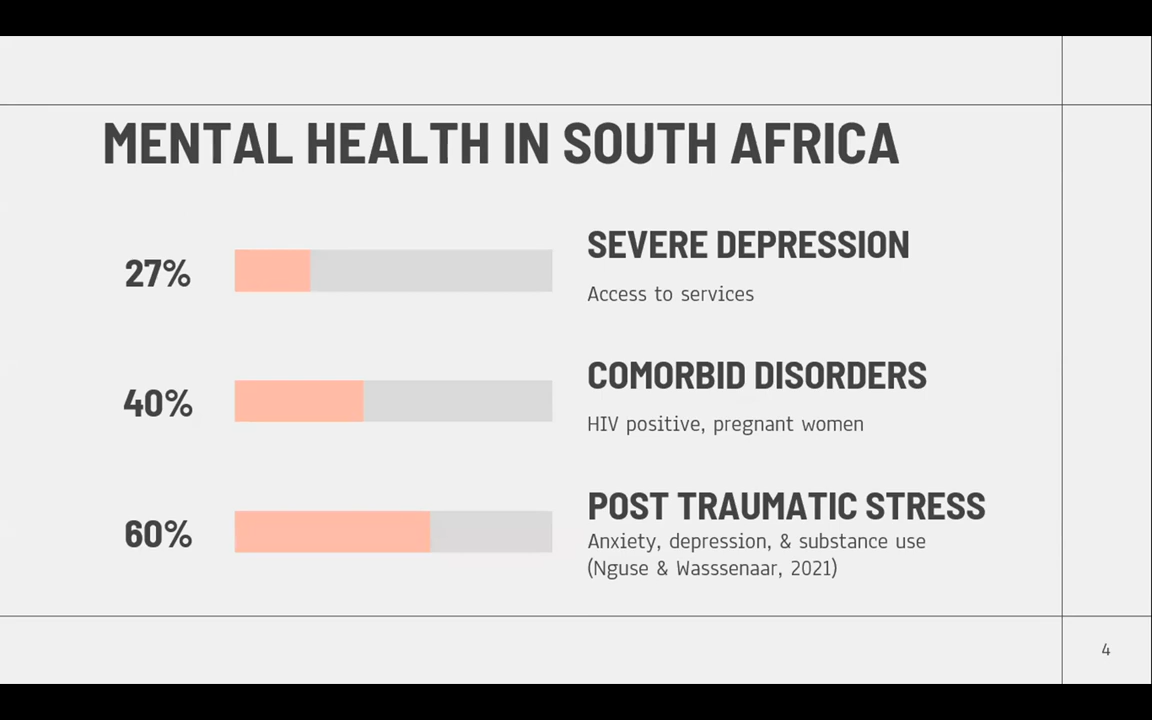 MENTAL HEALTH IN SOUTH AFRICA
27%
SEVERE DEPRESSION
Access to services
40%
COMORBID DISORDERS
HIV positive, pregnant women
60%
POST TRAUMATIC STRESS
Anxiety, depression, & substance use
(Nguse & Wasssenaar, 2021)
4